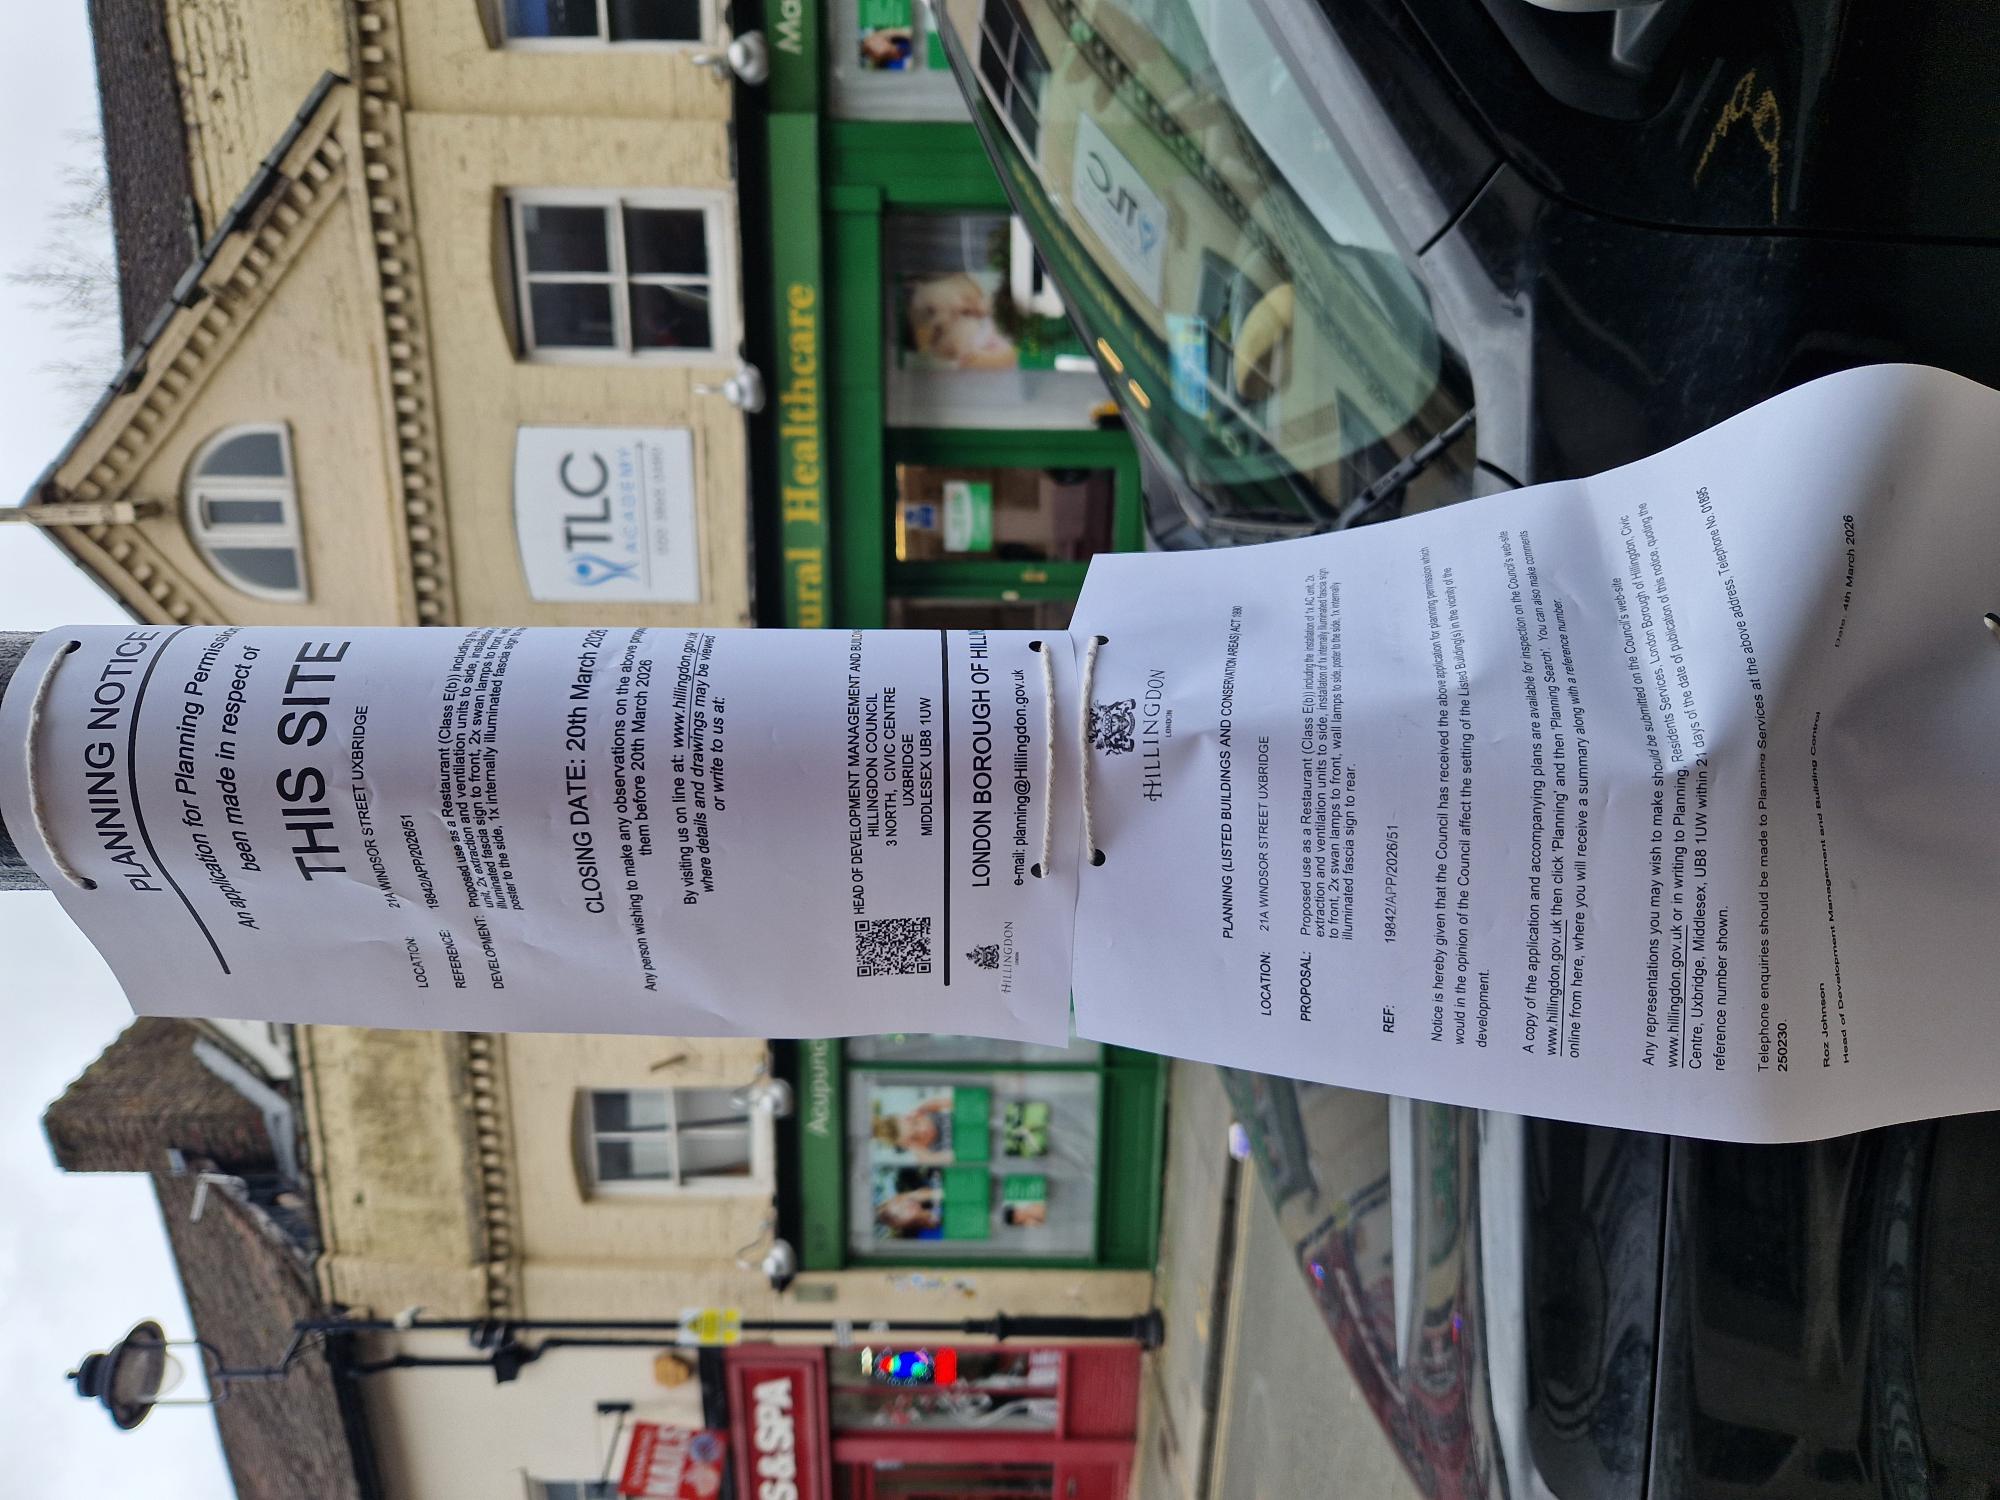 PLANNING NOTICE
An application for Planning Permission
been made in respect of
THIS SITE
LOCATION: 21A WINDSOR STREET UXBRIDGE
REFERENCE: 19842/APP/2026/51
DEVELOPMENT: Proposed use as a Restaurant (Class E(b)) including
unit, 2x extraction and ventilation units to side,
illuminated fascia sign to front, 2x swan lamps to front,
poster to the side, 1x internally illuminated fascia sign
CLOSING DATE: 20th March 2026
Any person wishing to make any observations on the above
them before 20th March 2026
By visiting us on line at: www.hillingdon.gov.uk
where details and drawings may be viewed
or write to us at:
HEAD OF DEVELOPMENT MANAGEMENT AND
HILLINGDON COUNCIL
3 NORTH, CIVIC CENTRE
UXBRIDGE
MIDDLESEX UB8 1UW
LONDON BOROUGH OF
e-mail: planning@Hillingdon.gov.uk
HILLINGDON
LONDON
HILLINGDON
LONDON
PLANNING (LISTED BUILDINGS AND CONSERVATION AREAS) ACT 1990
LOCATION: 21A WINDSOR STREET UXBRIDGE
PROPOSAL: Proposed use as a Restaurant (Class E(b)) including the installation of 1x AC unit, 2x
extraction and ventilation units to side, installation of 1x internally illuminated fascia sign
to front, 2x swan lamps to front, wall lamps to side, poster to the side, 1x internally
illuminated fascia sign to rear.
REF: 19842/APP/2026/51
Notice is hereby given that the Council has received the above application for planning permission which
would in the opinion of the Council affect the setting of the Listed Building(s) in the vicinity of the
development.
A copy of the application and accompanying plans are available for inspection on the Council's web-site
www.hillingdon.gov.uk then click 'Planning' and then 'Planning Search'. You can also make comments
online from here, where you will receive a summary along with a reference number.
Any representations you may wish to make should be submitted on the Council's web-site
www.hillingdon.gov.uk or in writing to Planning, Residents Services, London Borough of Hillingdon, Civic
Centre, Uxbridge, Middlesex, UB8 1UW within 21 days of the date of publication of this notice, quoting the
reference number shown.
Telephone enquiries should be made to Planning Services at the above address, Telephone No. 01895
250230.
Roz Johnson
Head of Development Management and Building Control
Date: 4th March 2026
TLC
ACADEMY
Healthcare
TLC
S&SPA
NAILS